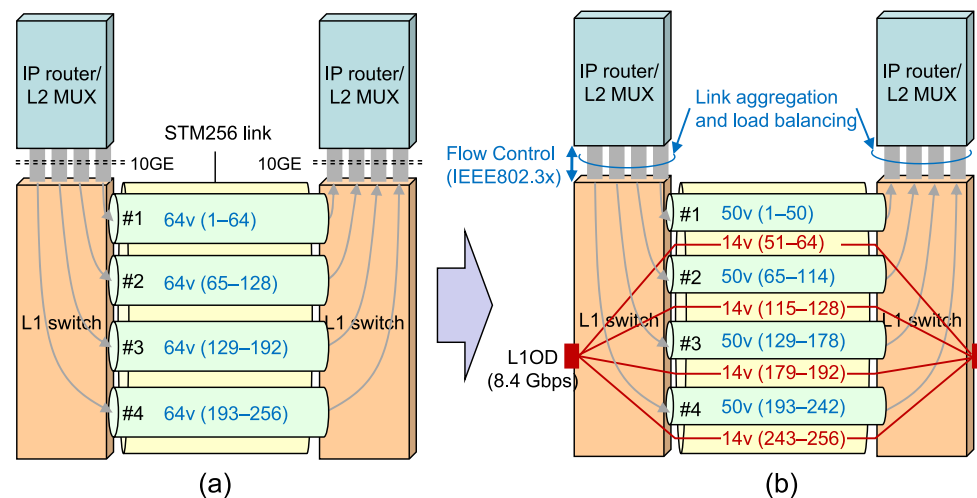 IP router/
L2 MUX
IP router/
L2 MUX
STM256 link
10GE
10GE
#1 64v (1–64)
#2 64v (65–128)
#3 64v (129–192)
#4 64v (193–256)
L1 switch
L1 switch
(a)
IP router/
L2 MUX
IP router/
L2 MUX
Link aggregation
and load balancing
Flow Control
(IEEE802.3x)
#1 50v (1–50)
14v (51–64)
#2 50v (65–114)
14v (115–128)
L1 switch
L1 switch
#3 50v (129–178)
14v (179–192)
#4 50v (193–242)
14v (243–256)
L1OD
(8.4 Gbps)
(b)